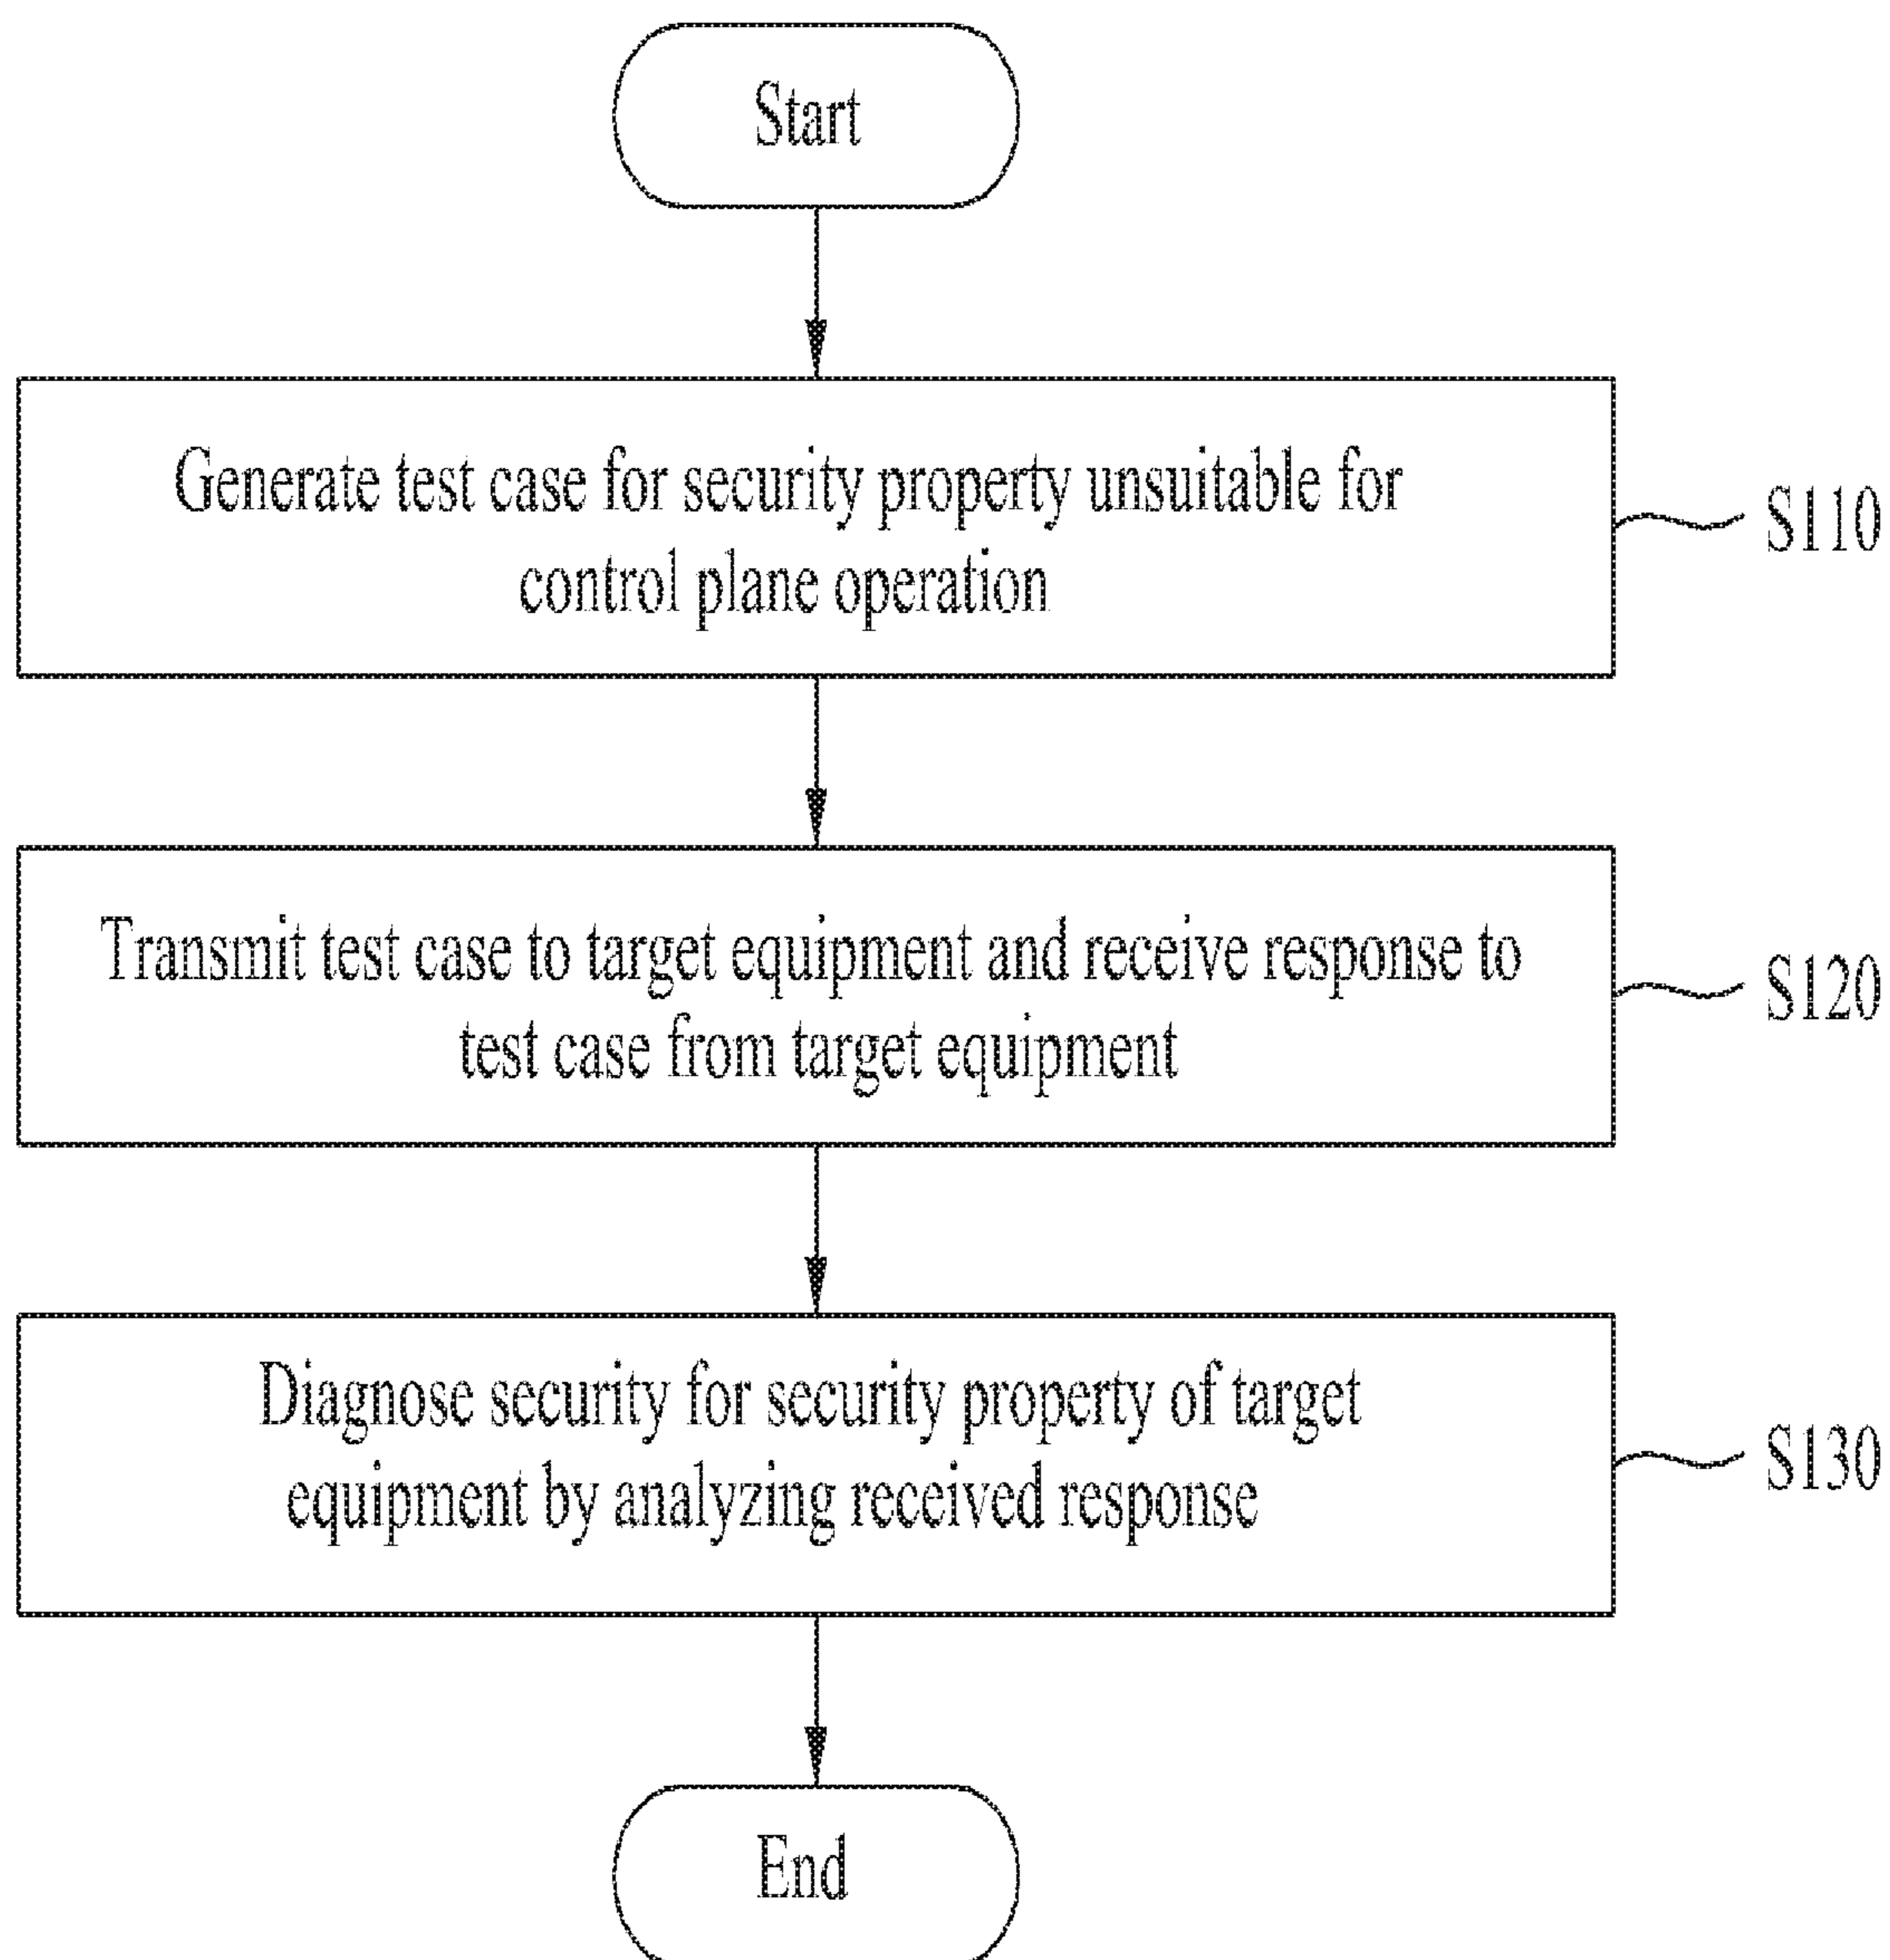 Start
Generate test case for security property unsuitable for
control plane operation
S110
Transmit test case to target equipment and receive response to
test case from target equipment
S120
Diagnose security for security property of target
equipment by analyzing received response
S130
End